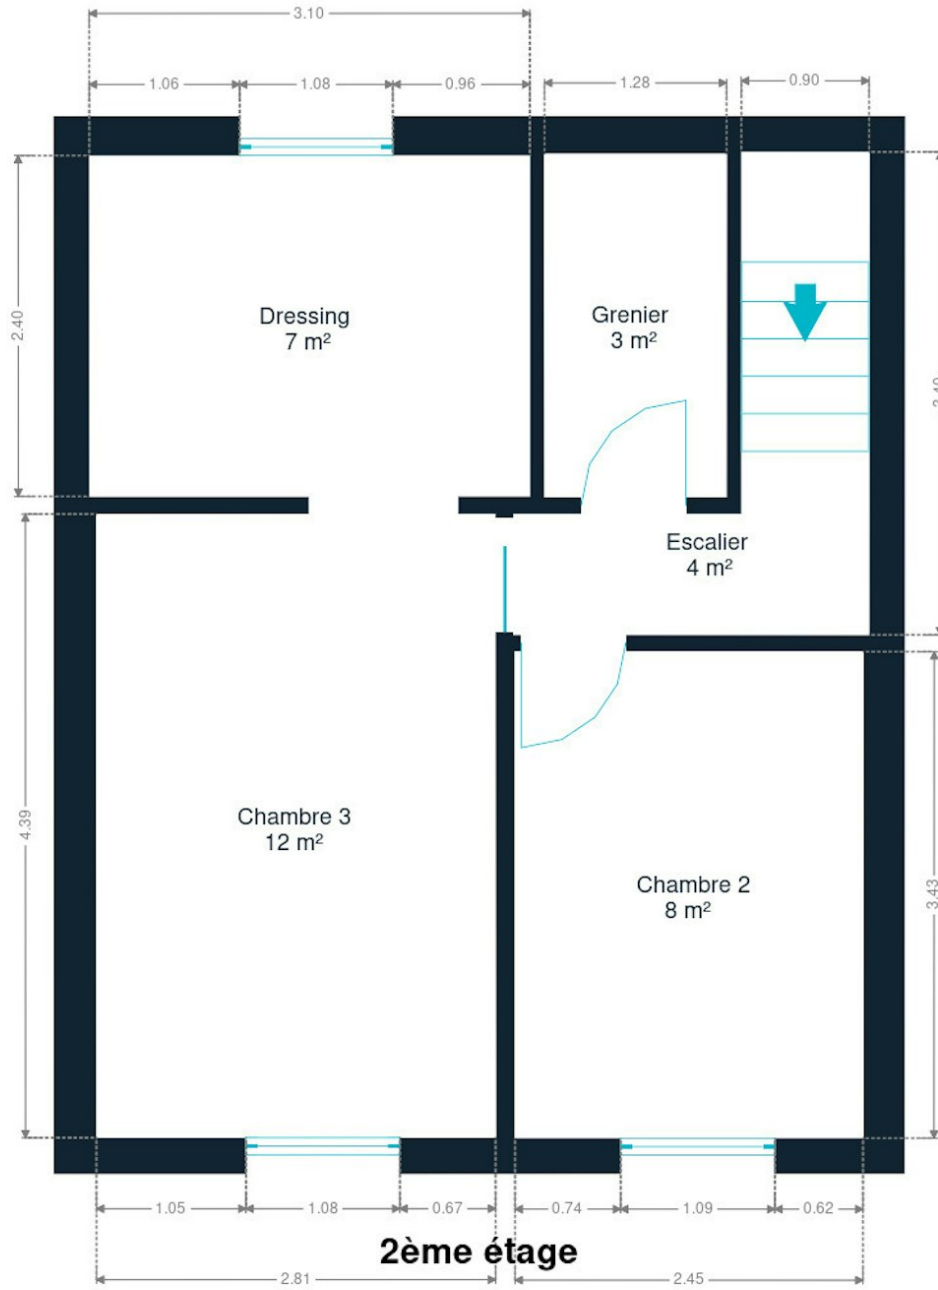 3.10
1.06
1.08
0.96
1.28
0.90
2.40
Dressing
7 m²
Grenier
3 m²
Escalier
4 m²
4.39
Chambre 3
12 m²
Chambre 2
8 m²
3.43
1.05
1.08
0.67
0.74
1.09
0.62
2ème étage
2.81
2.45